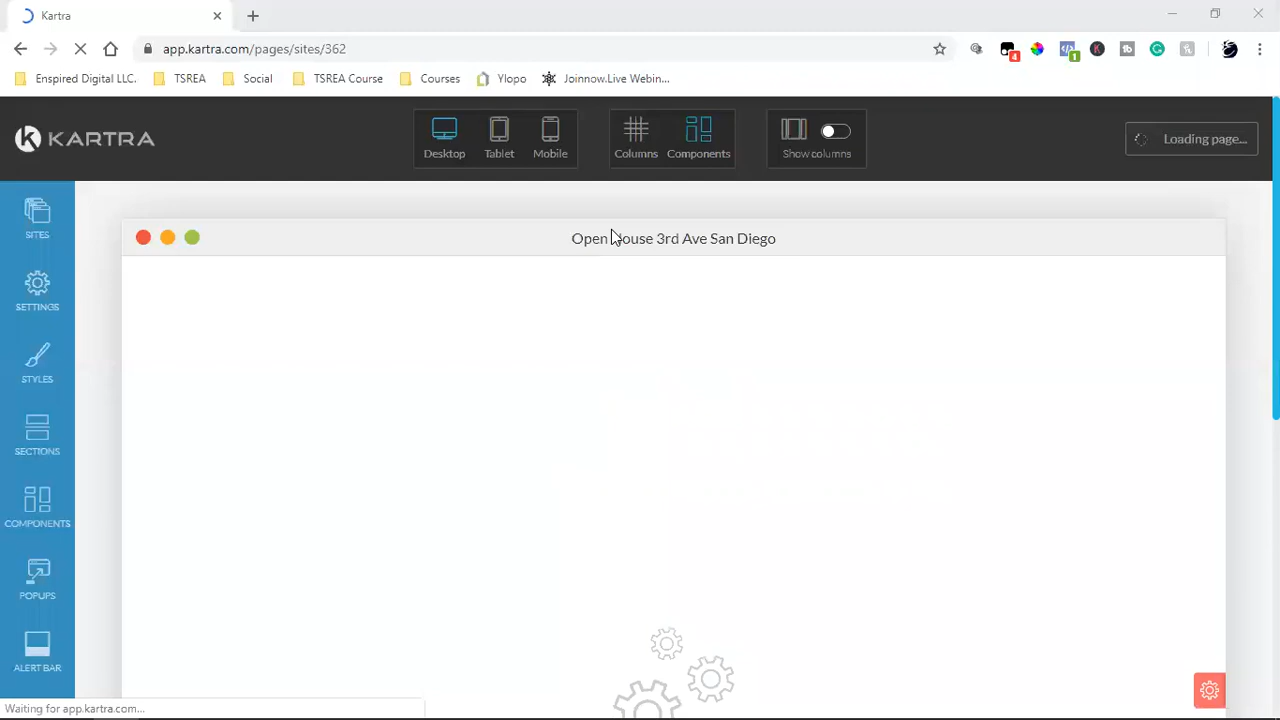 Kartra
app.kartra.com/pages/sites/362
4
1
Enspired Digital LLC.
TSREA
Social
TSREA Course
Courses
Ylopo
Joinnow.Live Webin...
KARTRA
Desktop
Tablet
Mobile
Columns
Components
Show columns
Loading page...
SITES
SETTINGS
STYLES
SECTIONS
COMPONENTS
POPUPS
ALERT BAR
Open House 3rd Ave San Diego
Waiting for app.kartra.com...